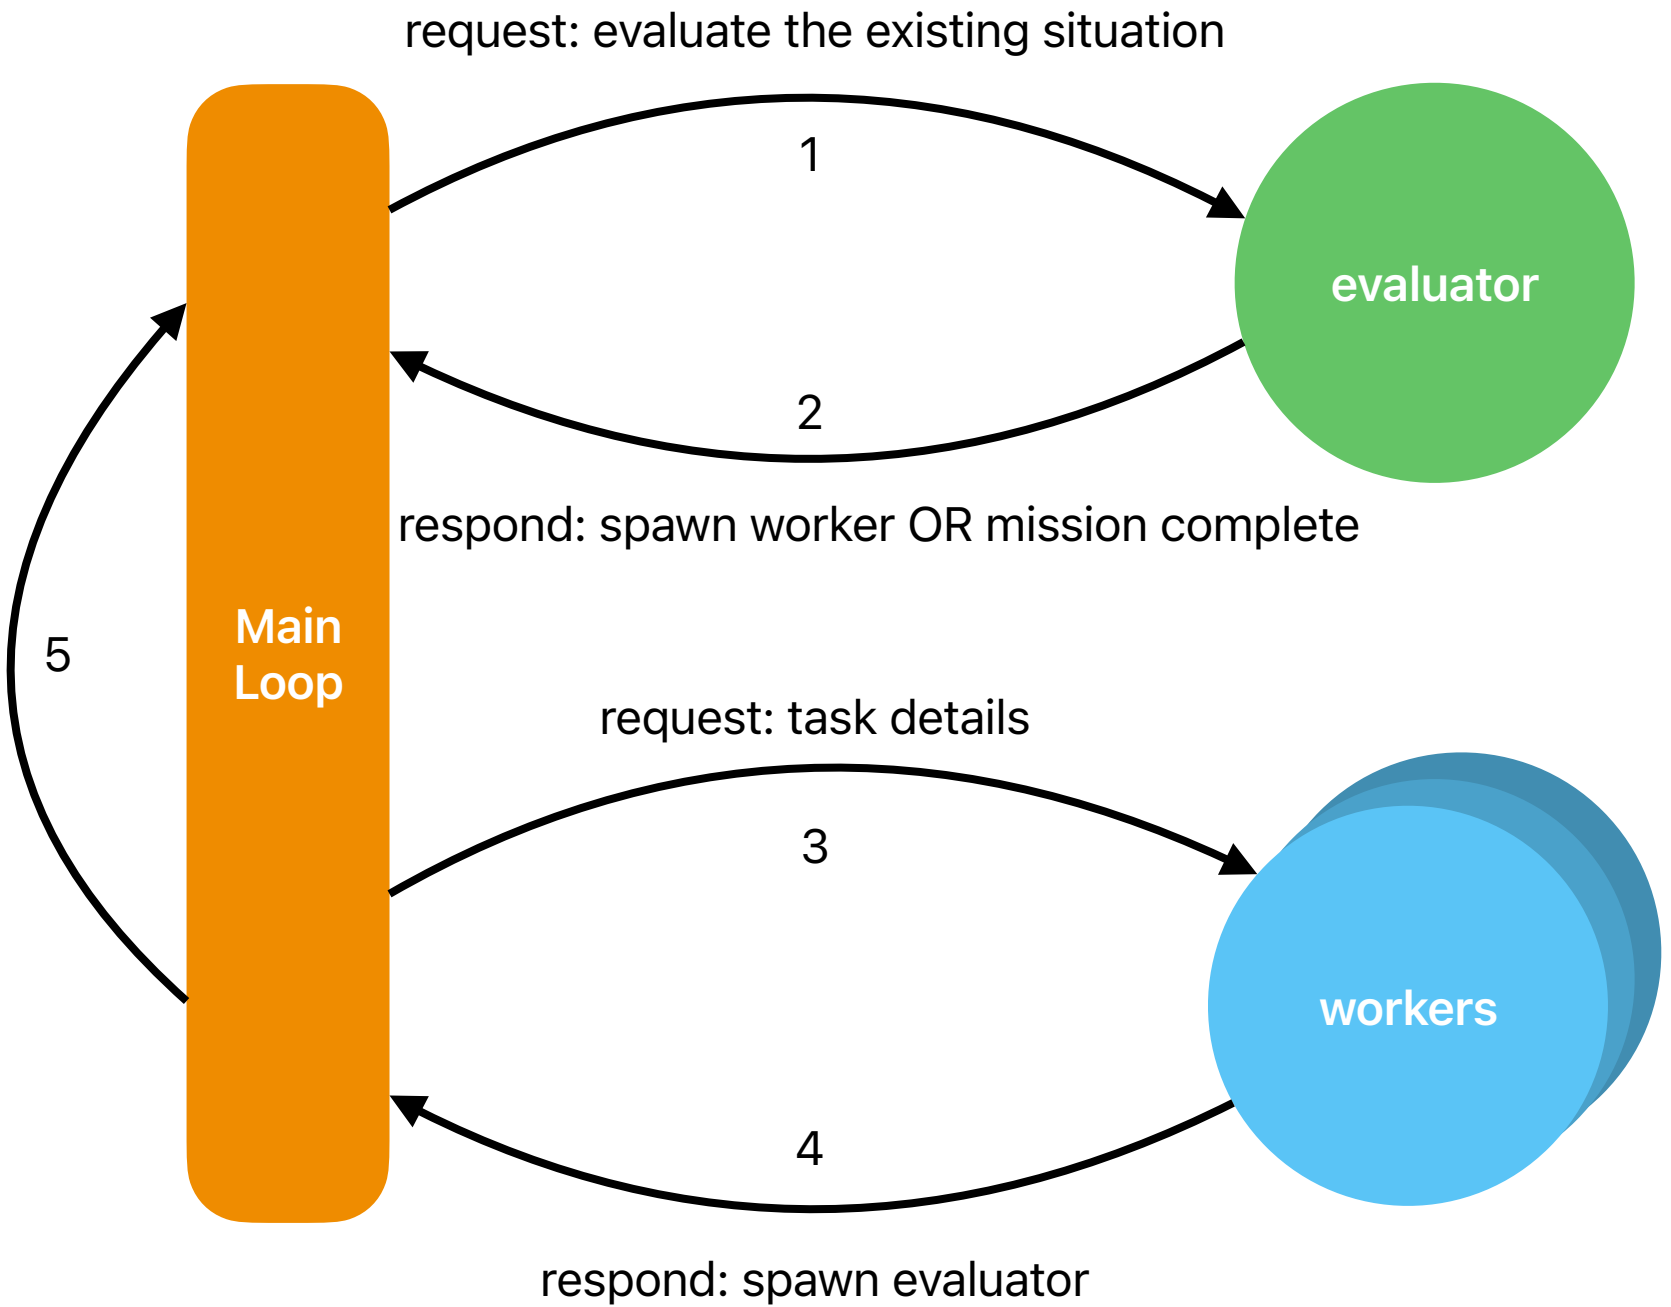 request: evaluate the existing situation
1
evaluator
2
respond: spawn worker OR mission complete
Main
Loop
5
request: task details
3
workers
4
respond: spawn evaluator